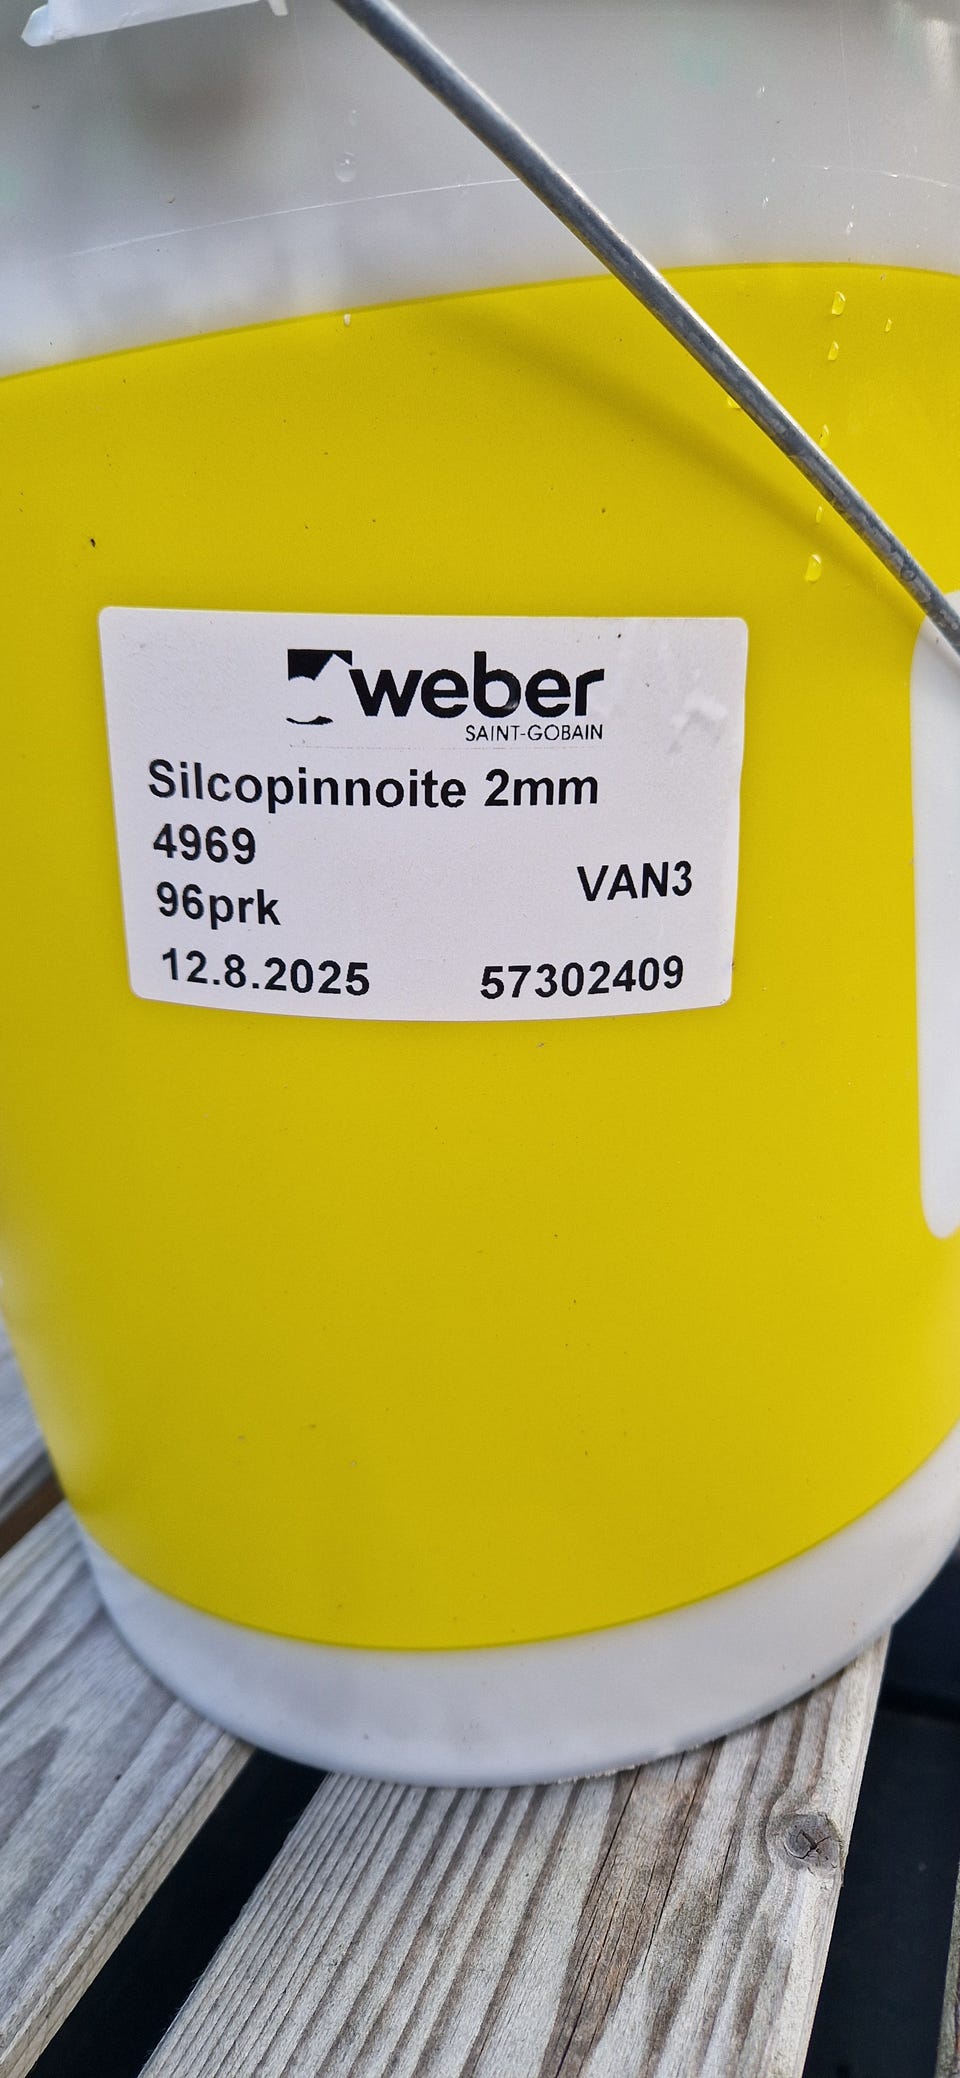 weber
SAINT-GOBAIN
Silcopinnoite 2mm
4969
96prk VAN3
12.8.2025 57302409